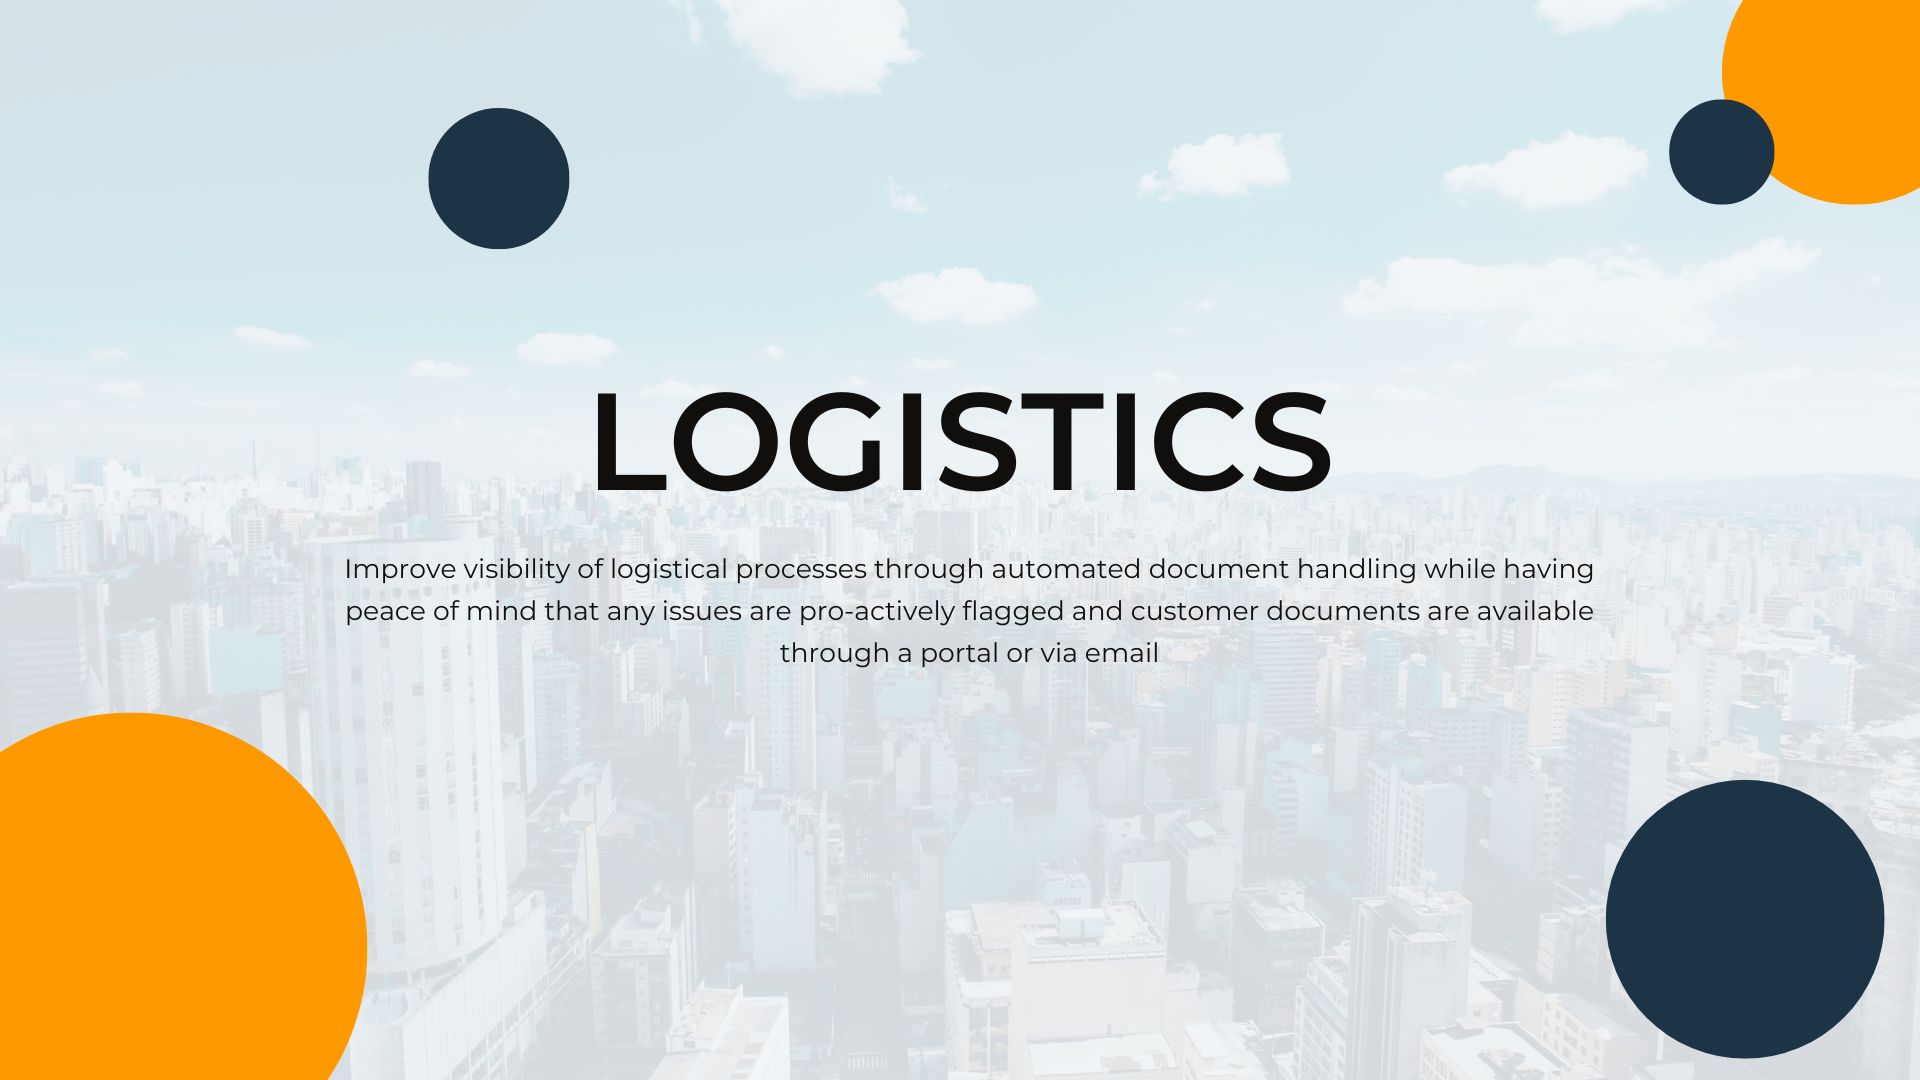 LOGISTICS
Improve visibility of logistical processes through automated document handling while having
peace of mind that any issues are pro-actively flagged and customer documents are available
through a portal or via email